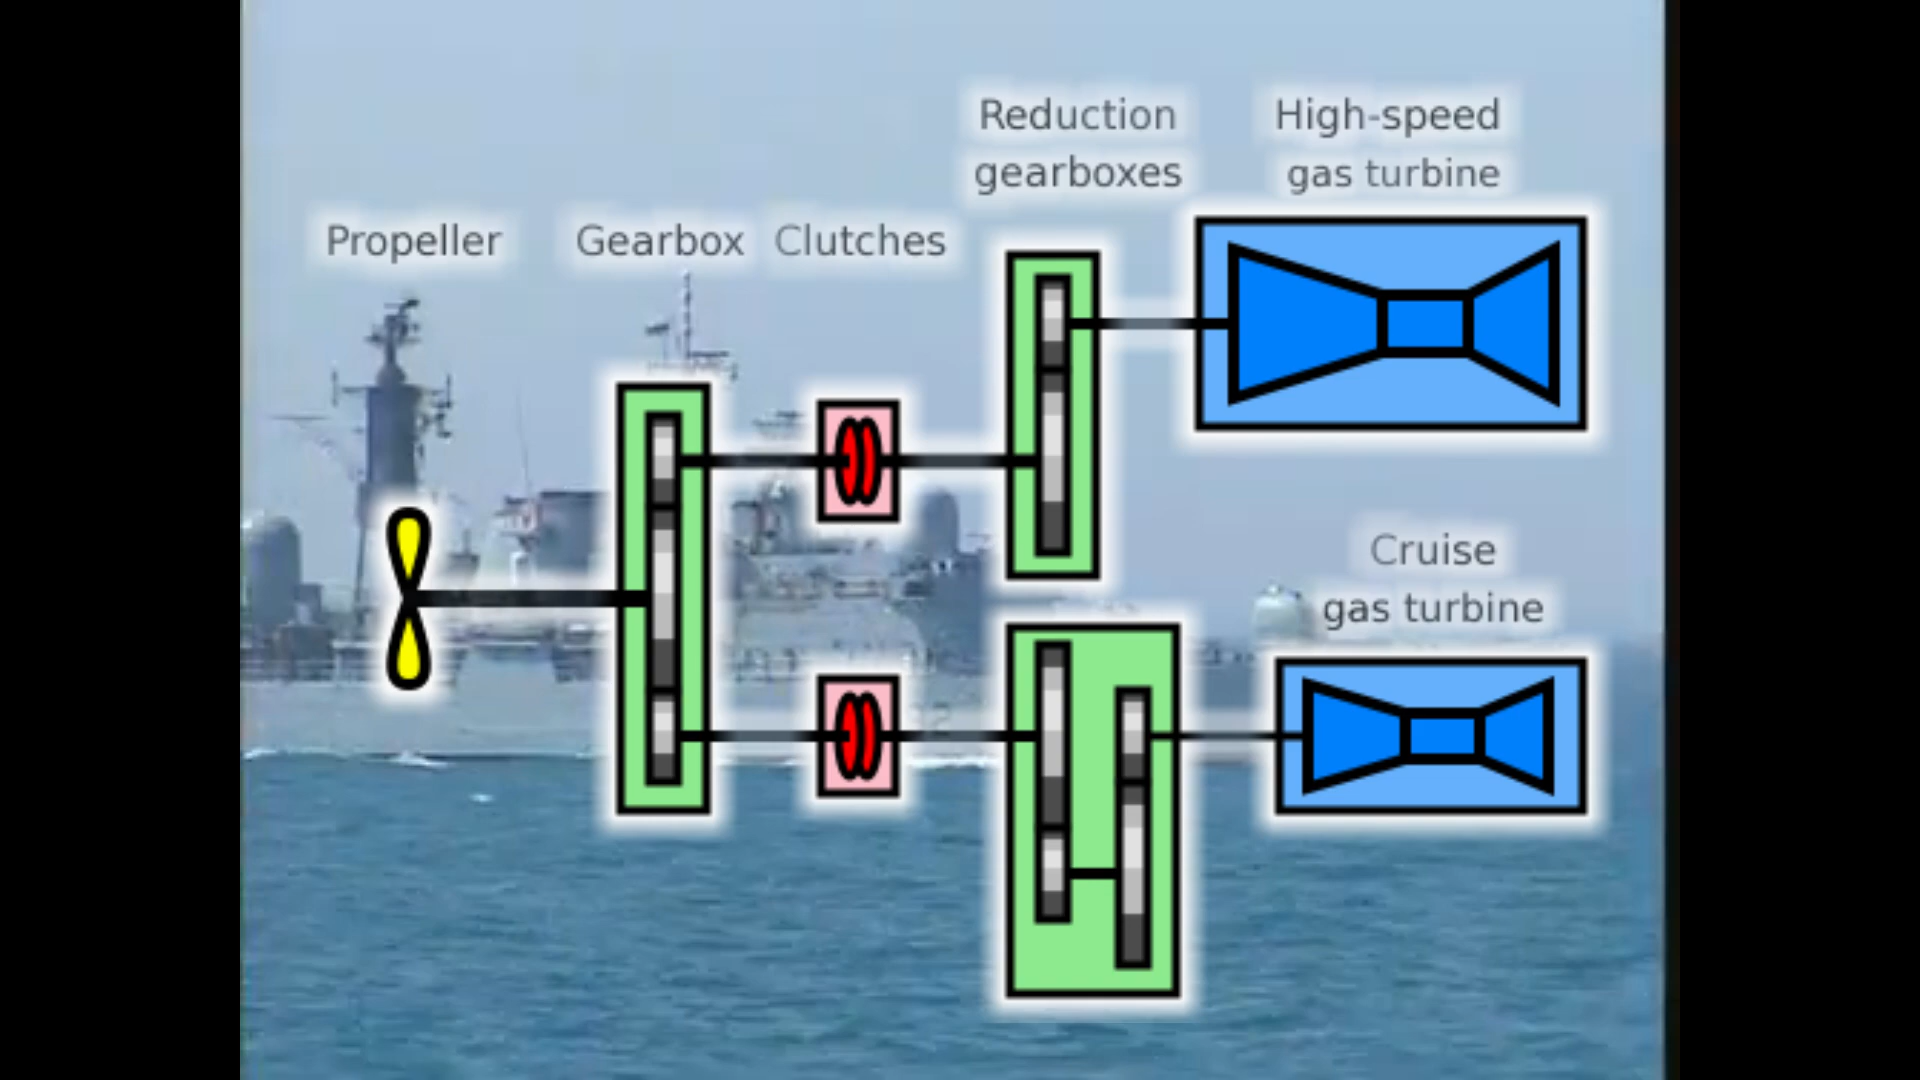 Reduction
gearboxes
High-speed
gas turbine
Propeller
Gearbox
Clutches
Cruise
gas turbine